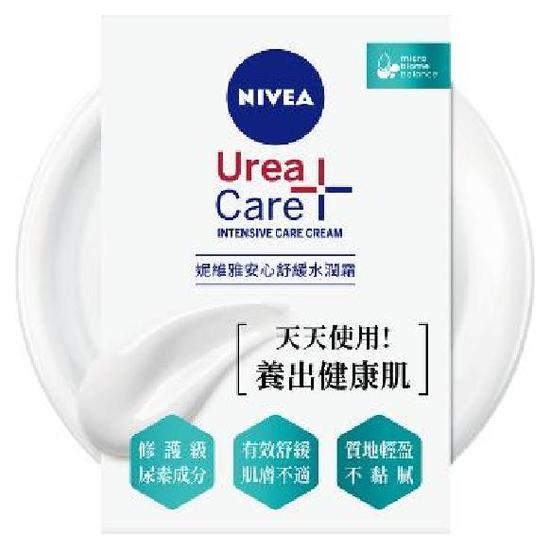 micro
biome
balance
NIVEA
Urea
Care+
INTENSIVE CARE CREAM
妮維雅安心舒緩水潤霜
天天使用!
養出健康肌
修護級
尿素成分
有效舒緩
肌膚不適
質地輕盈
不黏膩